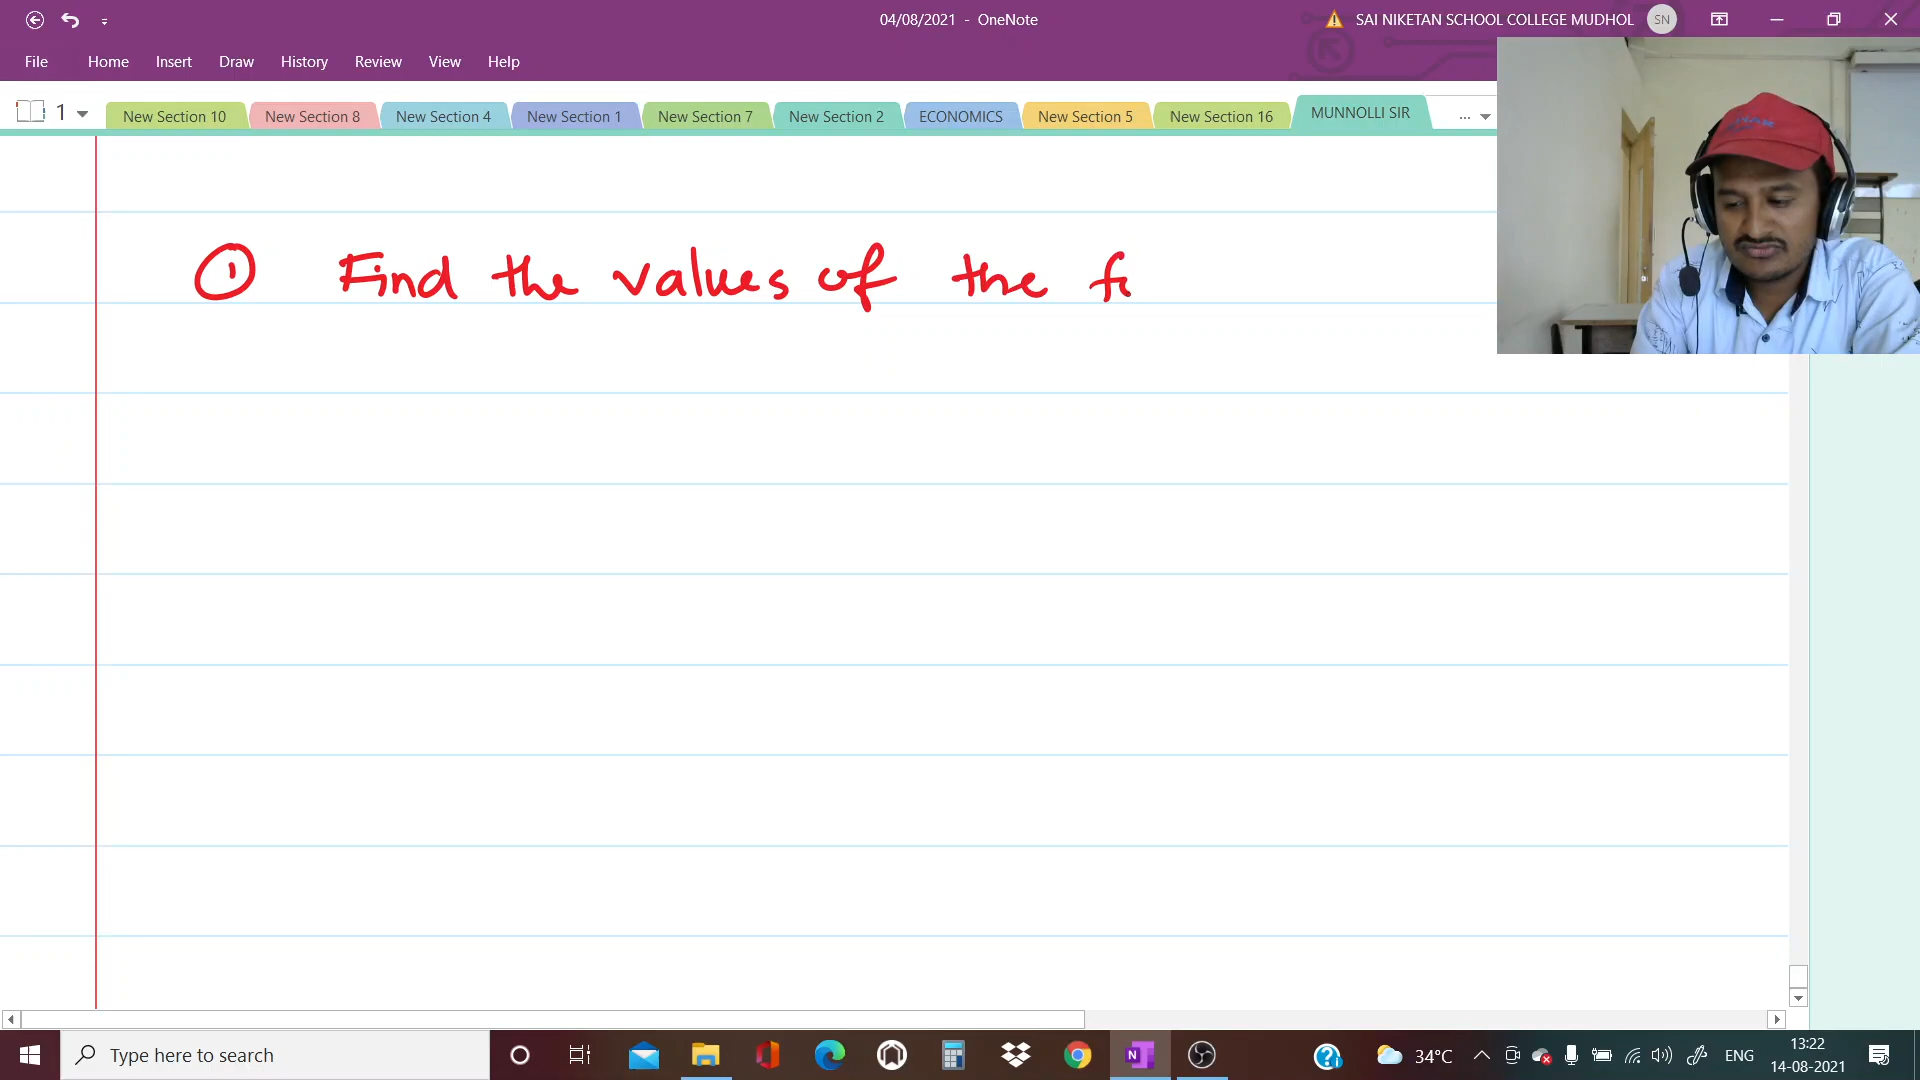 04/08/2021 - OneNote
SAI NIKETAN SCHOOL COLLEGE MUDHOL SN
File Home Insert Draw History Review View Help
1 New Section 10 New Section 8 New Section 4 New Section 1 New Section 7 New Section 2 ECONOMICS New Section 5 New Section 16 MUNNOLLI SIR ...
① Find the values of the fo
Type here to search
34°C ENG 13:22
14-08-2021